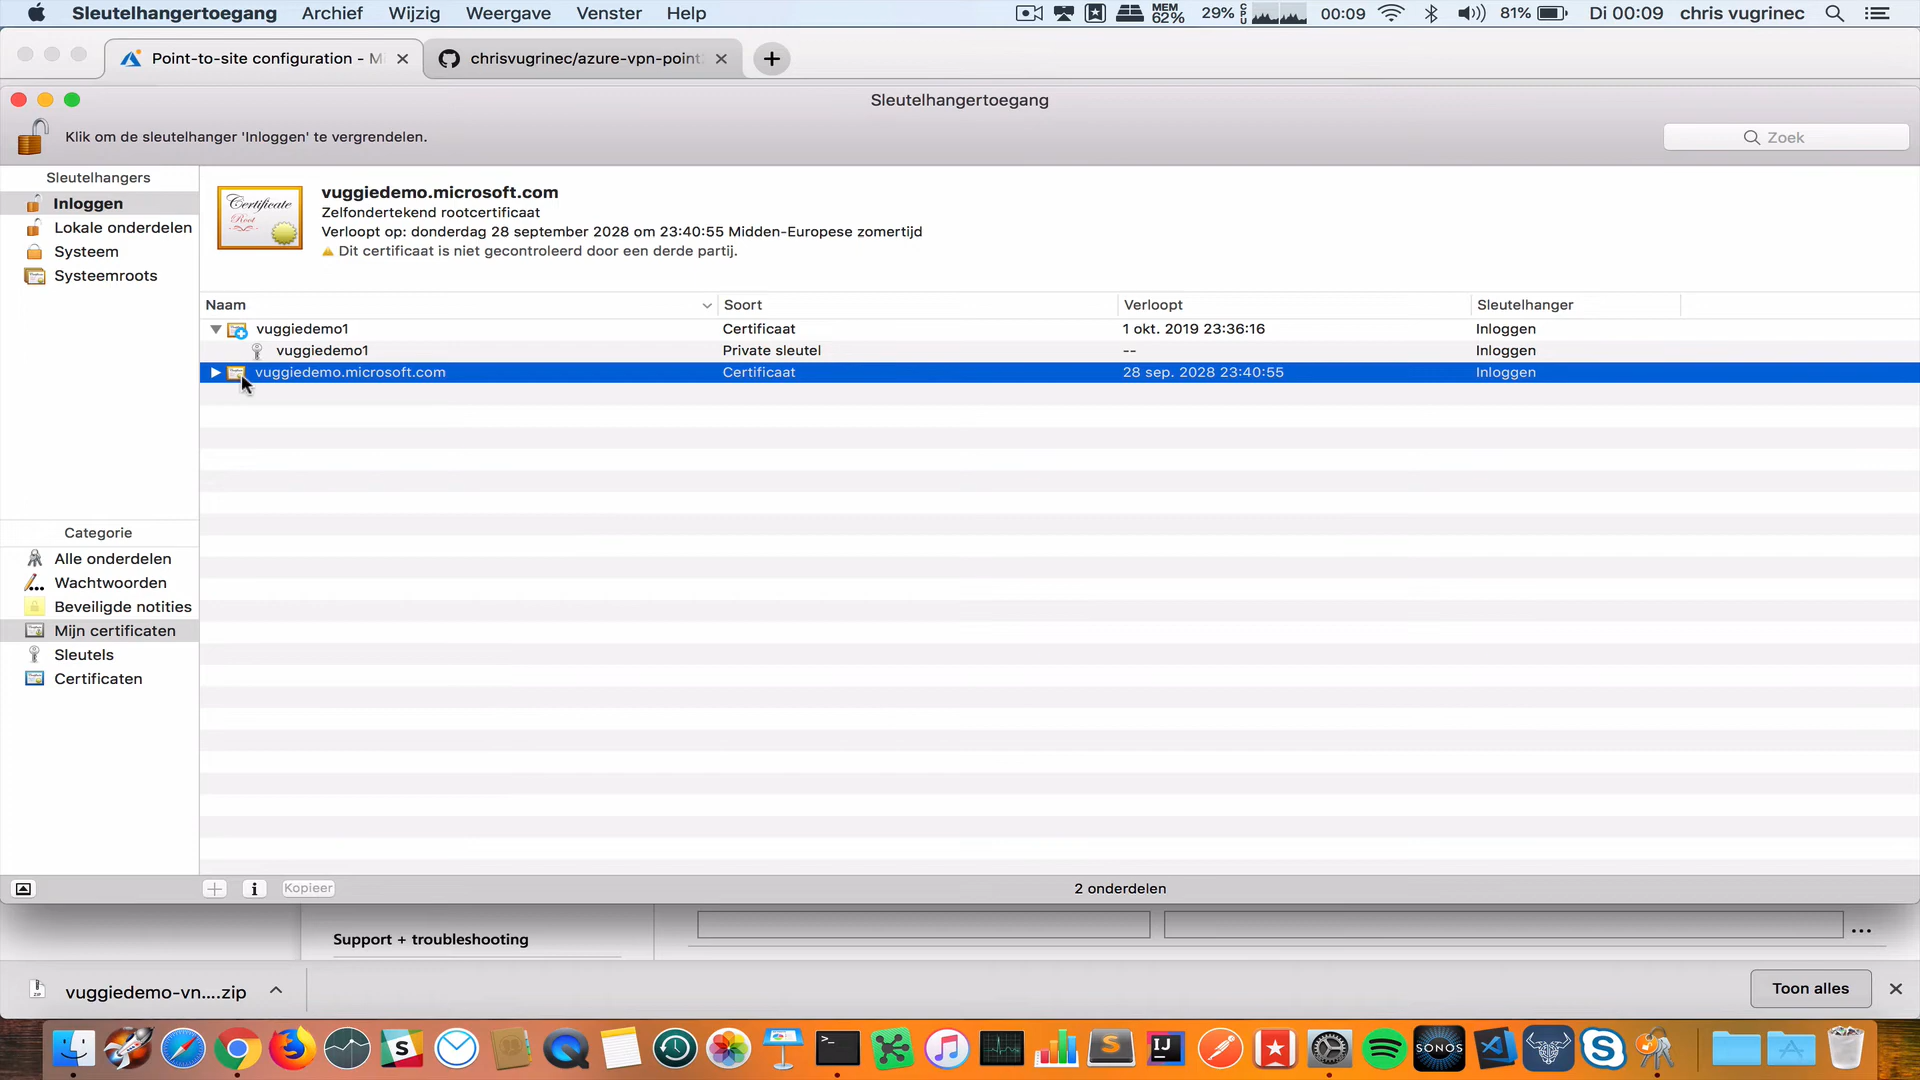 Sleutelhangertoegang Archief Wijzig Weergave Venster Help MEM 62% 29% CPU 00:09 81% Di 00:09 chris vugrinec
Point-to-site configuration - M chrisvugrinec/azure-vpn-point
Sleutelhangertoegang
Klik om de sleutelhanger 'Inloggen' te vergrendelen.
Zoek
Sleutelhangers
Inloggen
Lokale onderdelen
Systeem
Systeemroots
Categorie
Alle onderdelen
Wachtwoorden
Beveiligde notities
Mijn certificaten
Sleutels
Certificaten
Certificate
Root
vuggiedemo.microsoft.com
Zelfondertekend rootcertificaat
Verloopt op: donderdag 28 september 2028 om 23:40:55 Midden-Europese zomertijd
Dit certificaat is niet gecontroleerd door een derde partij.
Naam Soort Verloopt Sleutelhanger
vuggiedemo1 Certificaat 1 okt. 2019 23:36:16 Inloggen
vuggiedemo1 Private sleutel -- Inloggen
vuggiedemo.microsoft.com Certificaat 28 sep. 2028 23:40:55 Inloggen
Kopieer
2 onderdelen
Support + troubleshooting
vuggiedemo-vn....zip
Toon alles
SONOS